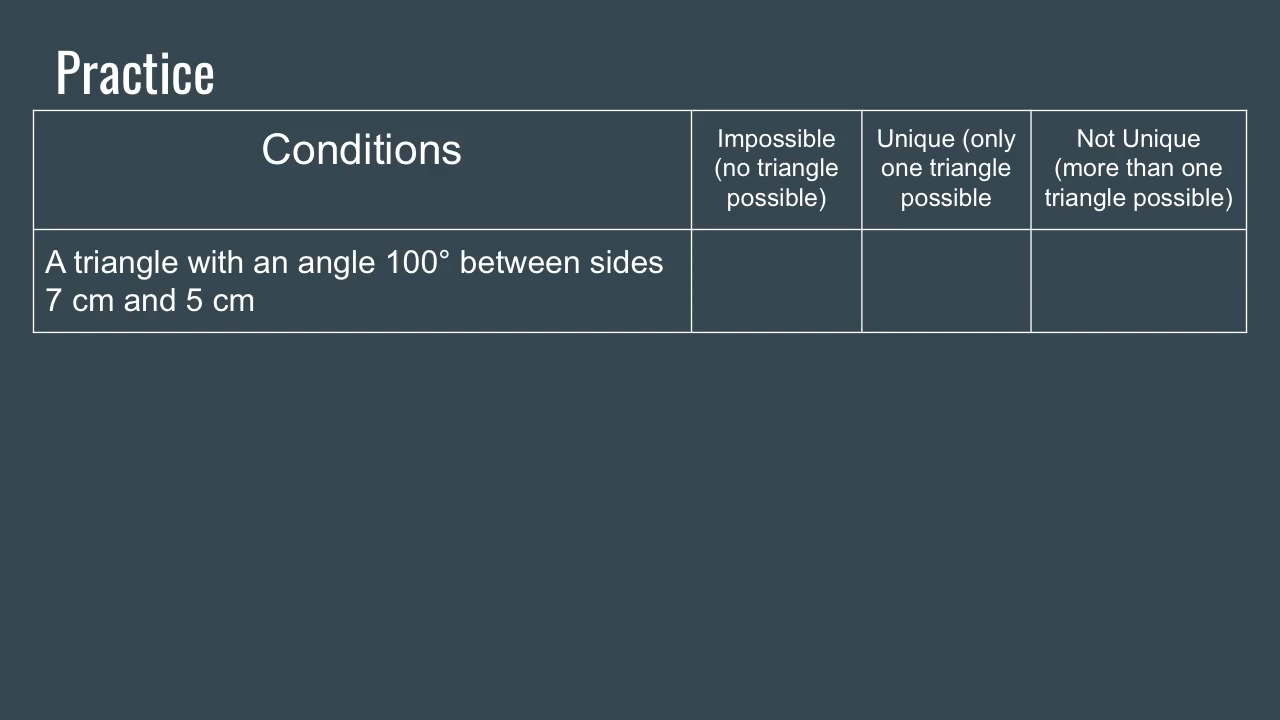 Practice
Conditions
Impossible
(no triangle
possible)
Unique (only
one triangle
possible
Not Unique
(more than one
triangle possible)
A triangle with an angle 100° between sides
7 cm and 5 cm